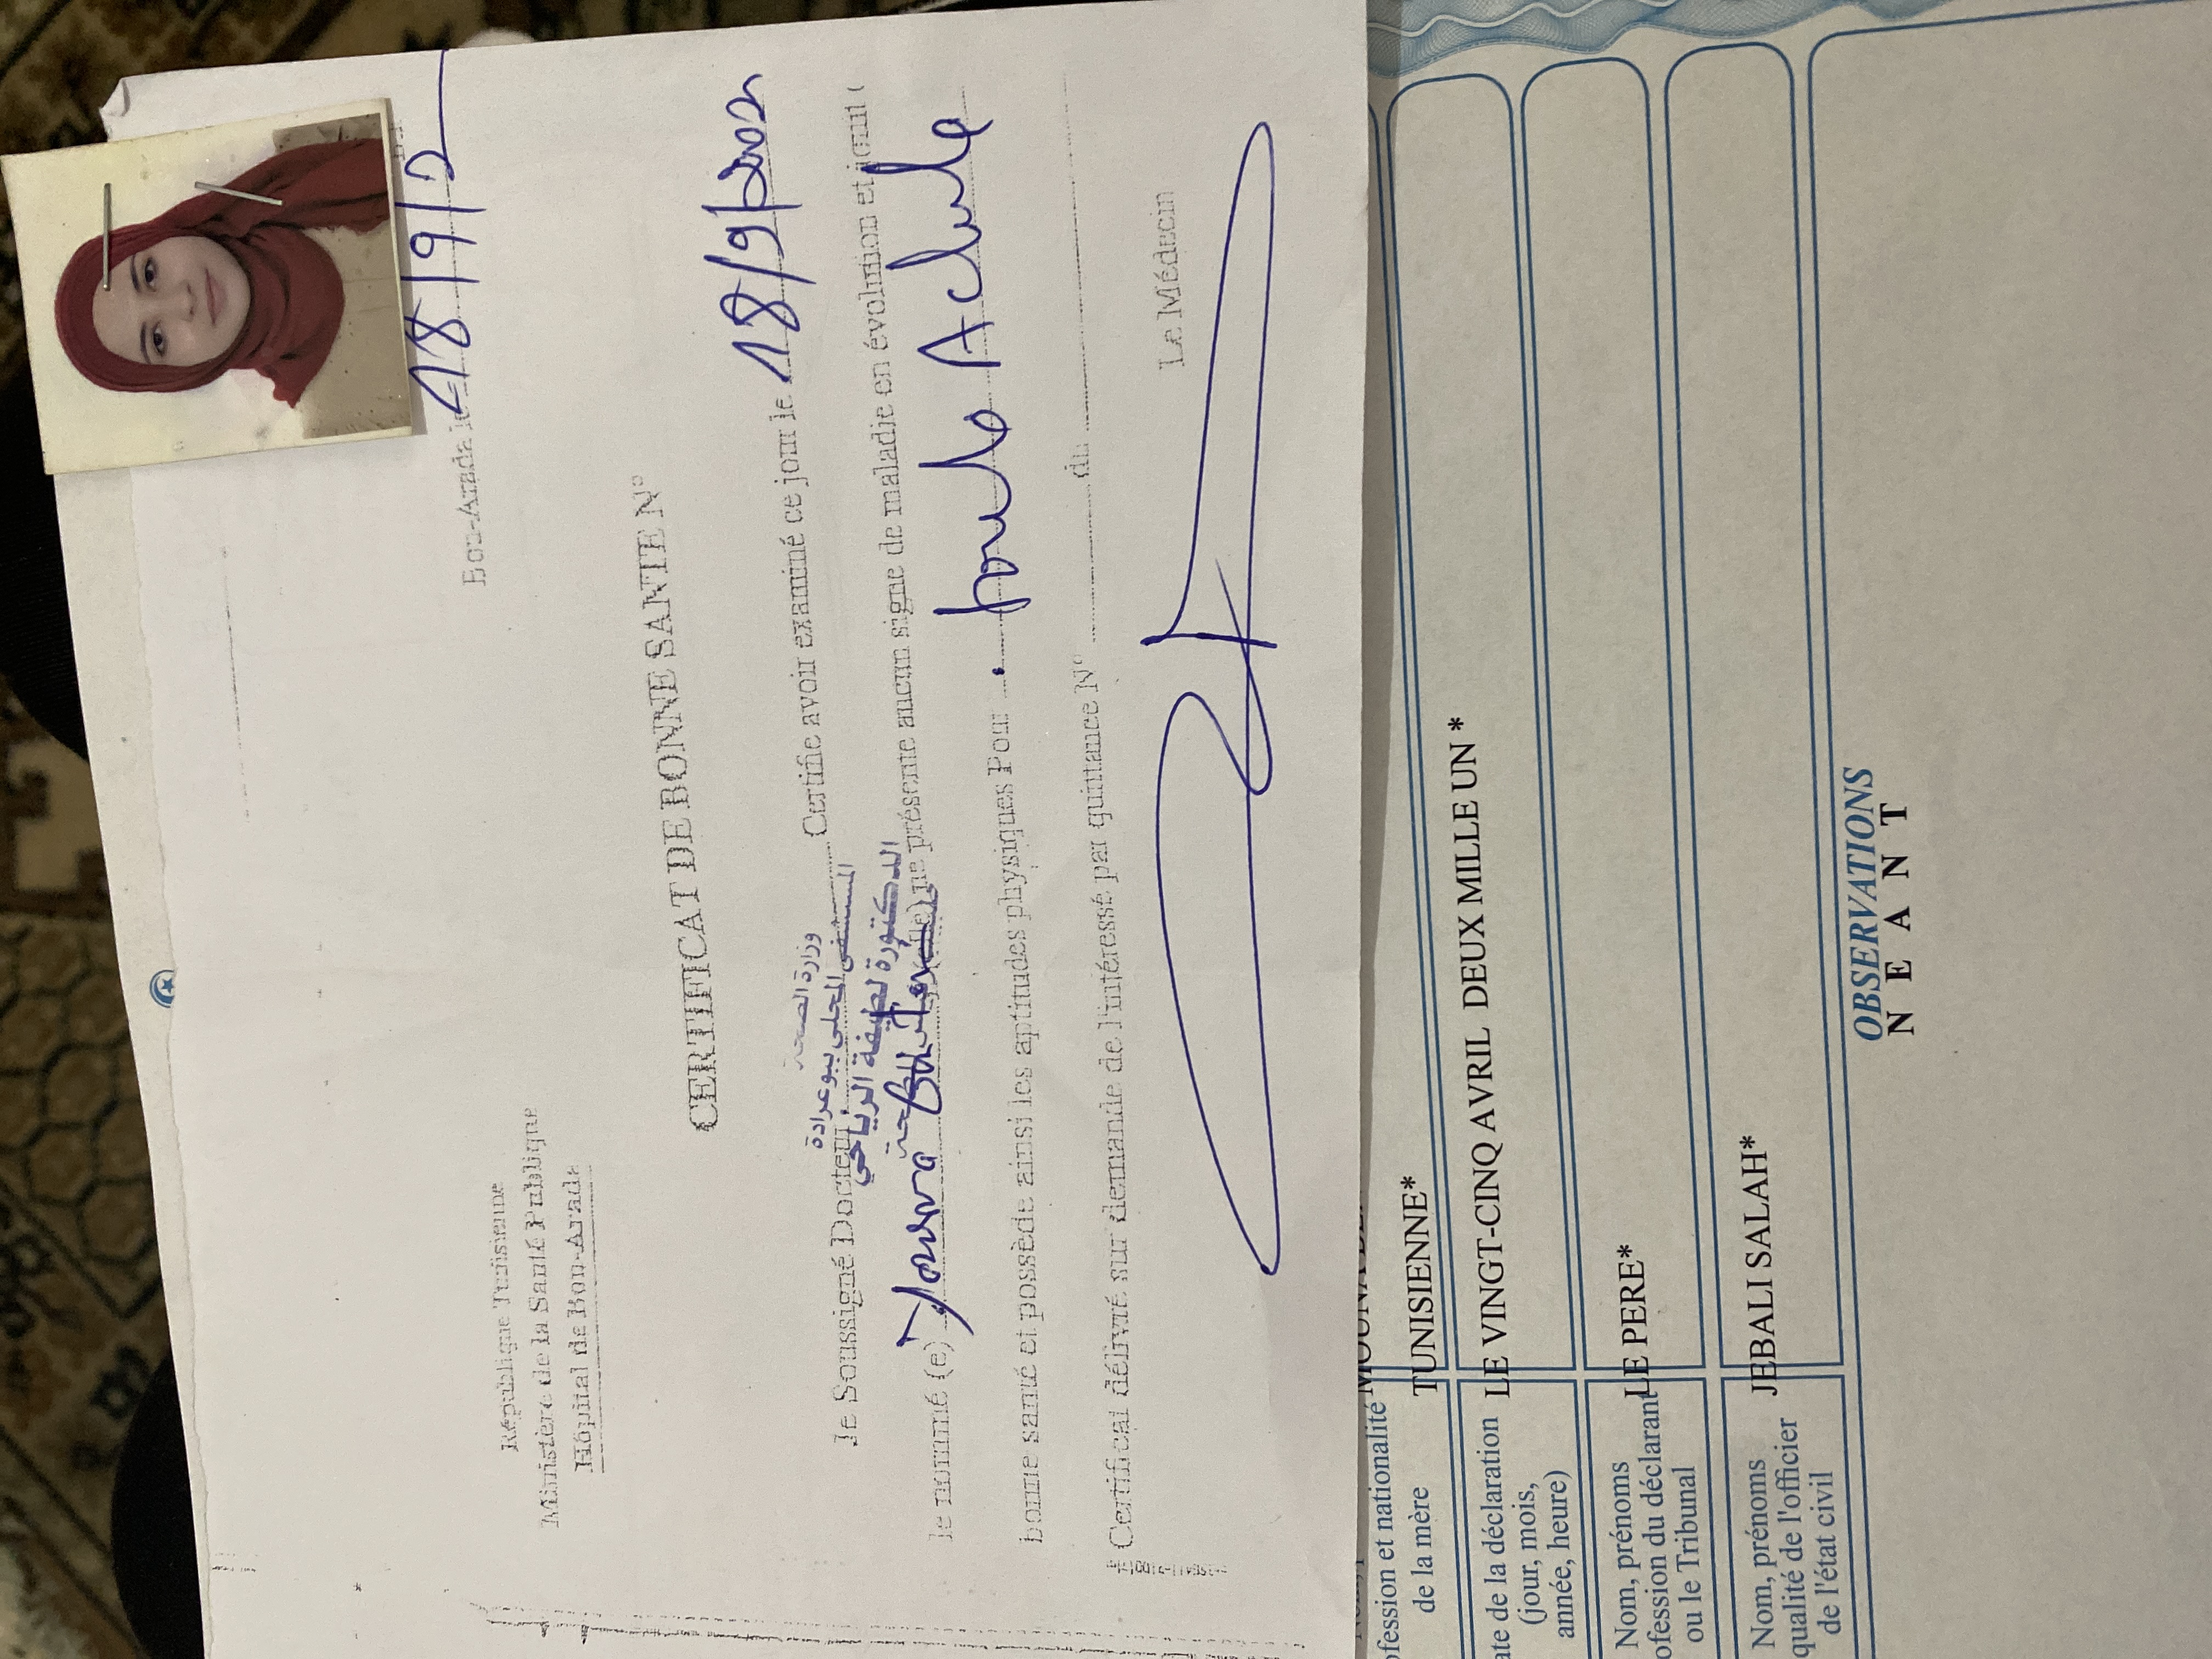 République Tunisienne
Ministère de la Santé Publique
Hôpital de Bou-Arada
Bou-Arada le 18/9/2
CERTIFICAT DE BONNE SANTE N°
وزارة الصحة
المستشفى المحلي ببوعرادة
الدكتورة لطيفة الرياحي
Je Soussigné Docteur Certifie avoir examiné ce jour le 18/9/2002
le nommé (e) Yousra (elle) ne présente aucun signe de maladie en évolution et jouit
bonne santé et possède ainsi les aptitudes physiques Pour
Certificat délivré sur demande de l'intéressé par quittance N° du
Le Médecin
fession et nationalité
de la mère
TUNISIENNE*
ate de la déclaration
(jour, mois,
année, heure)
LE VINGT-CINQ AVRIL DEUX MILLE UN *
Nom, prénoms
ofession du déclarant
ou le Tribunal
LE PERE*
Nom, prénoms
qualité de l'officier
de l'état civil
JEBALI SALAH*
OBSERVATIONS
N E A N T